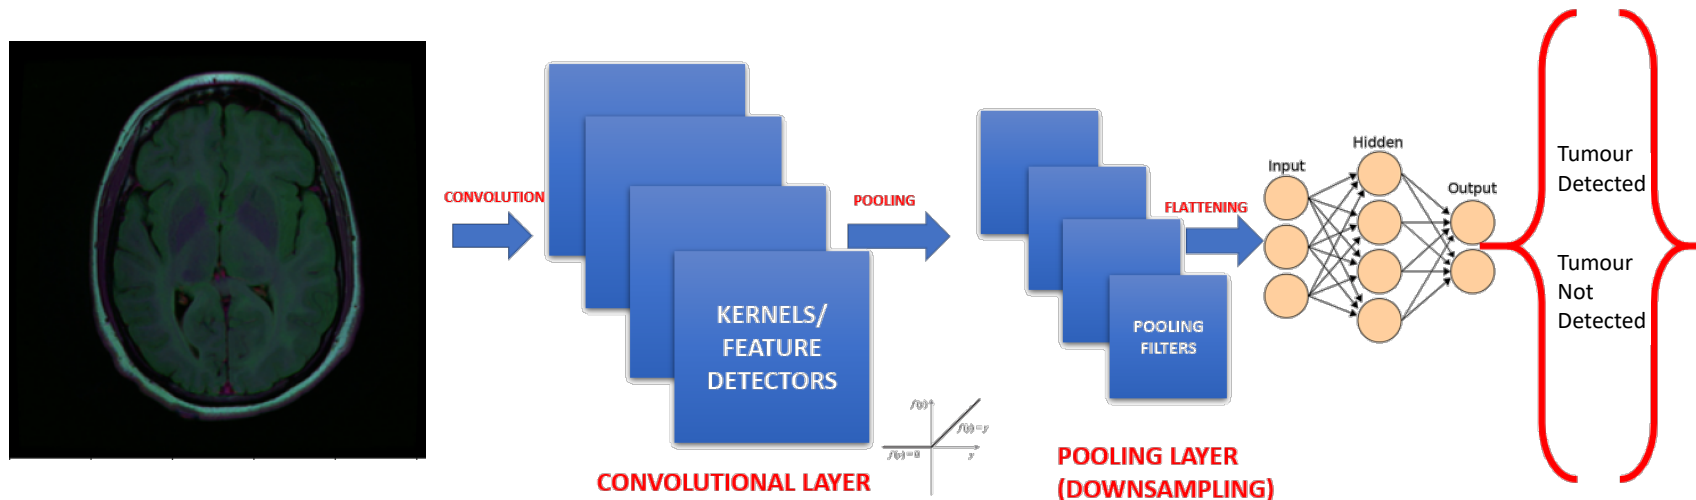 CONVOLUTION
KERNELS/
FEATURE
DETECTORS
CONVOLUTIONAL LAYER
f(y)
f(y)=y
f(y)=0
y
POOLING
POOLING
FILTERS
POOLING LAYER
(DOWNSAMPLING)
FLATTENING
Input
Hidden
Output
Tumour
Detected
Tumour
Not
Detected